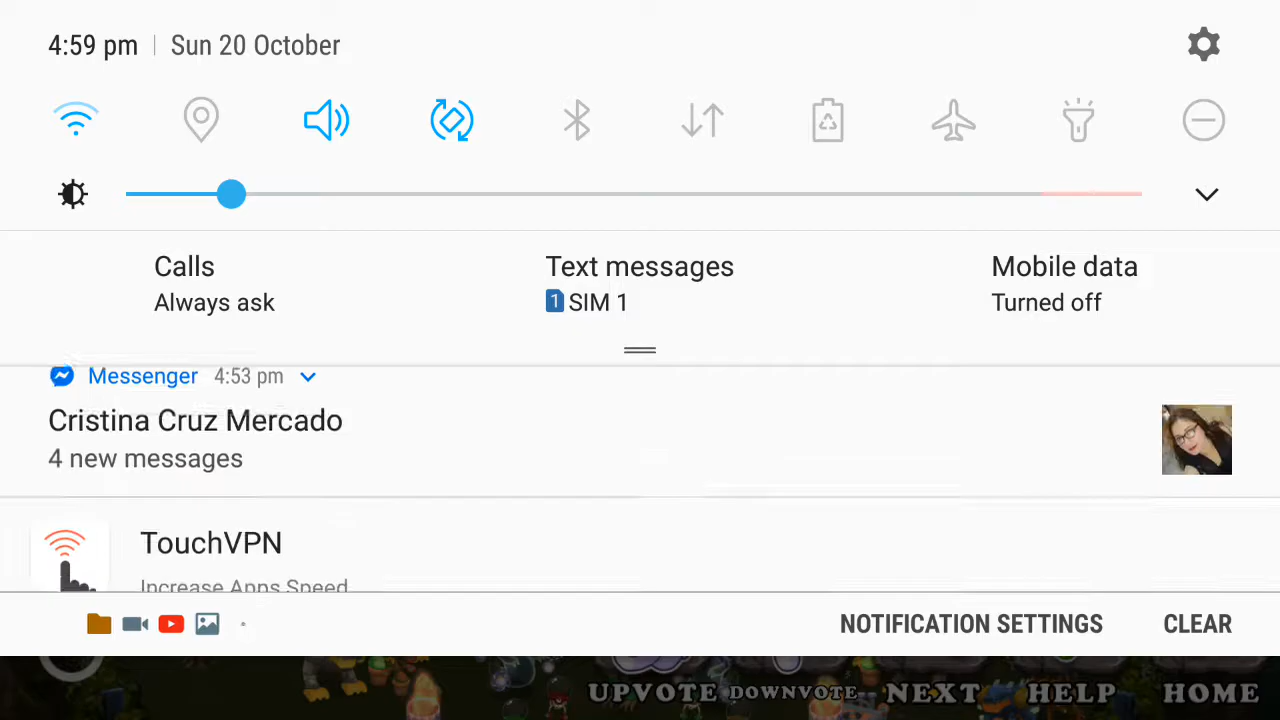 4:59 pm | Sun 20 October
Calls
Always ask
Text messages
1 SIM 1
Mobile data
Turned off
Messenger 4:53 pm
Cristina Cruz Mercado
4 new messages
TouchVPN
Increase Apps Speed
NOTIFICATION SETTINGS CLEAR
UPVOTE DOWNVOTE NEXT HELP HOME